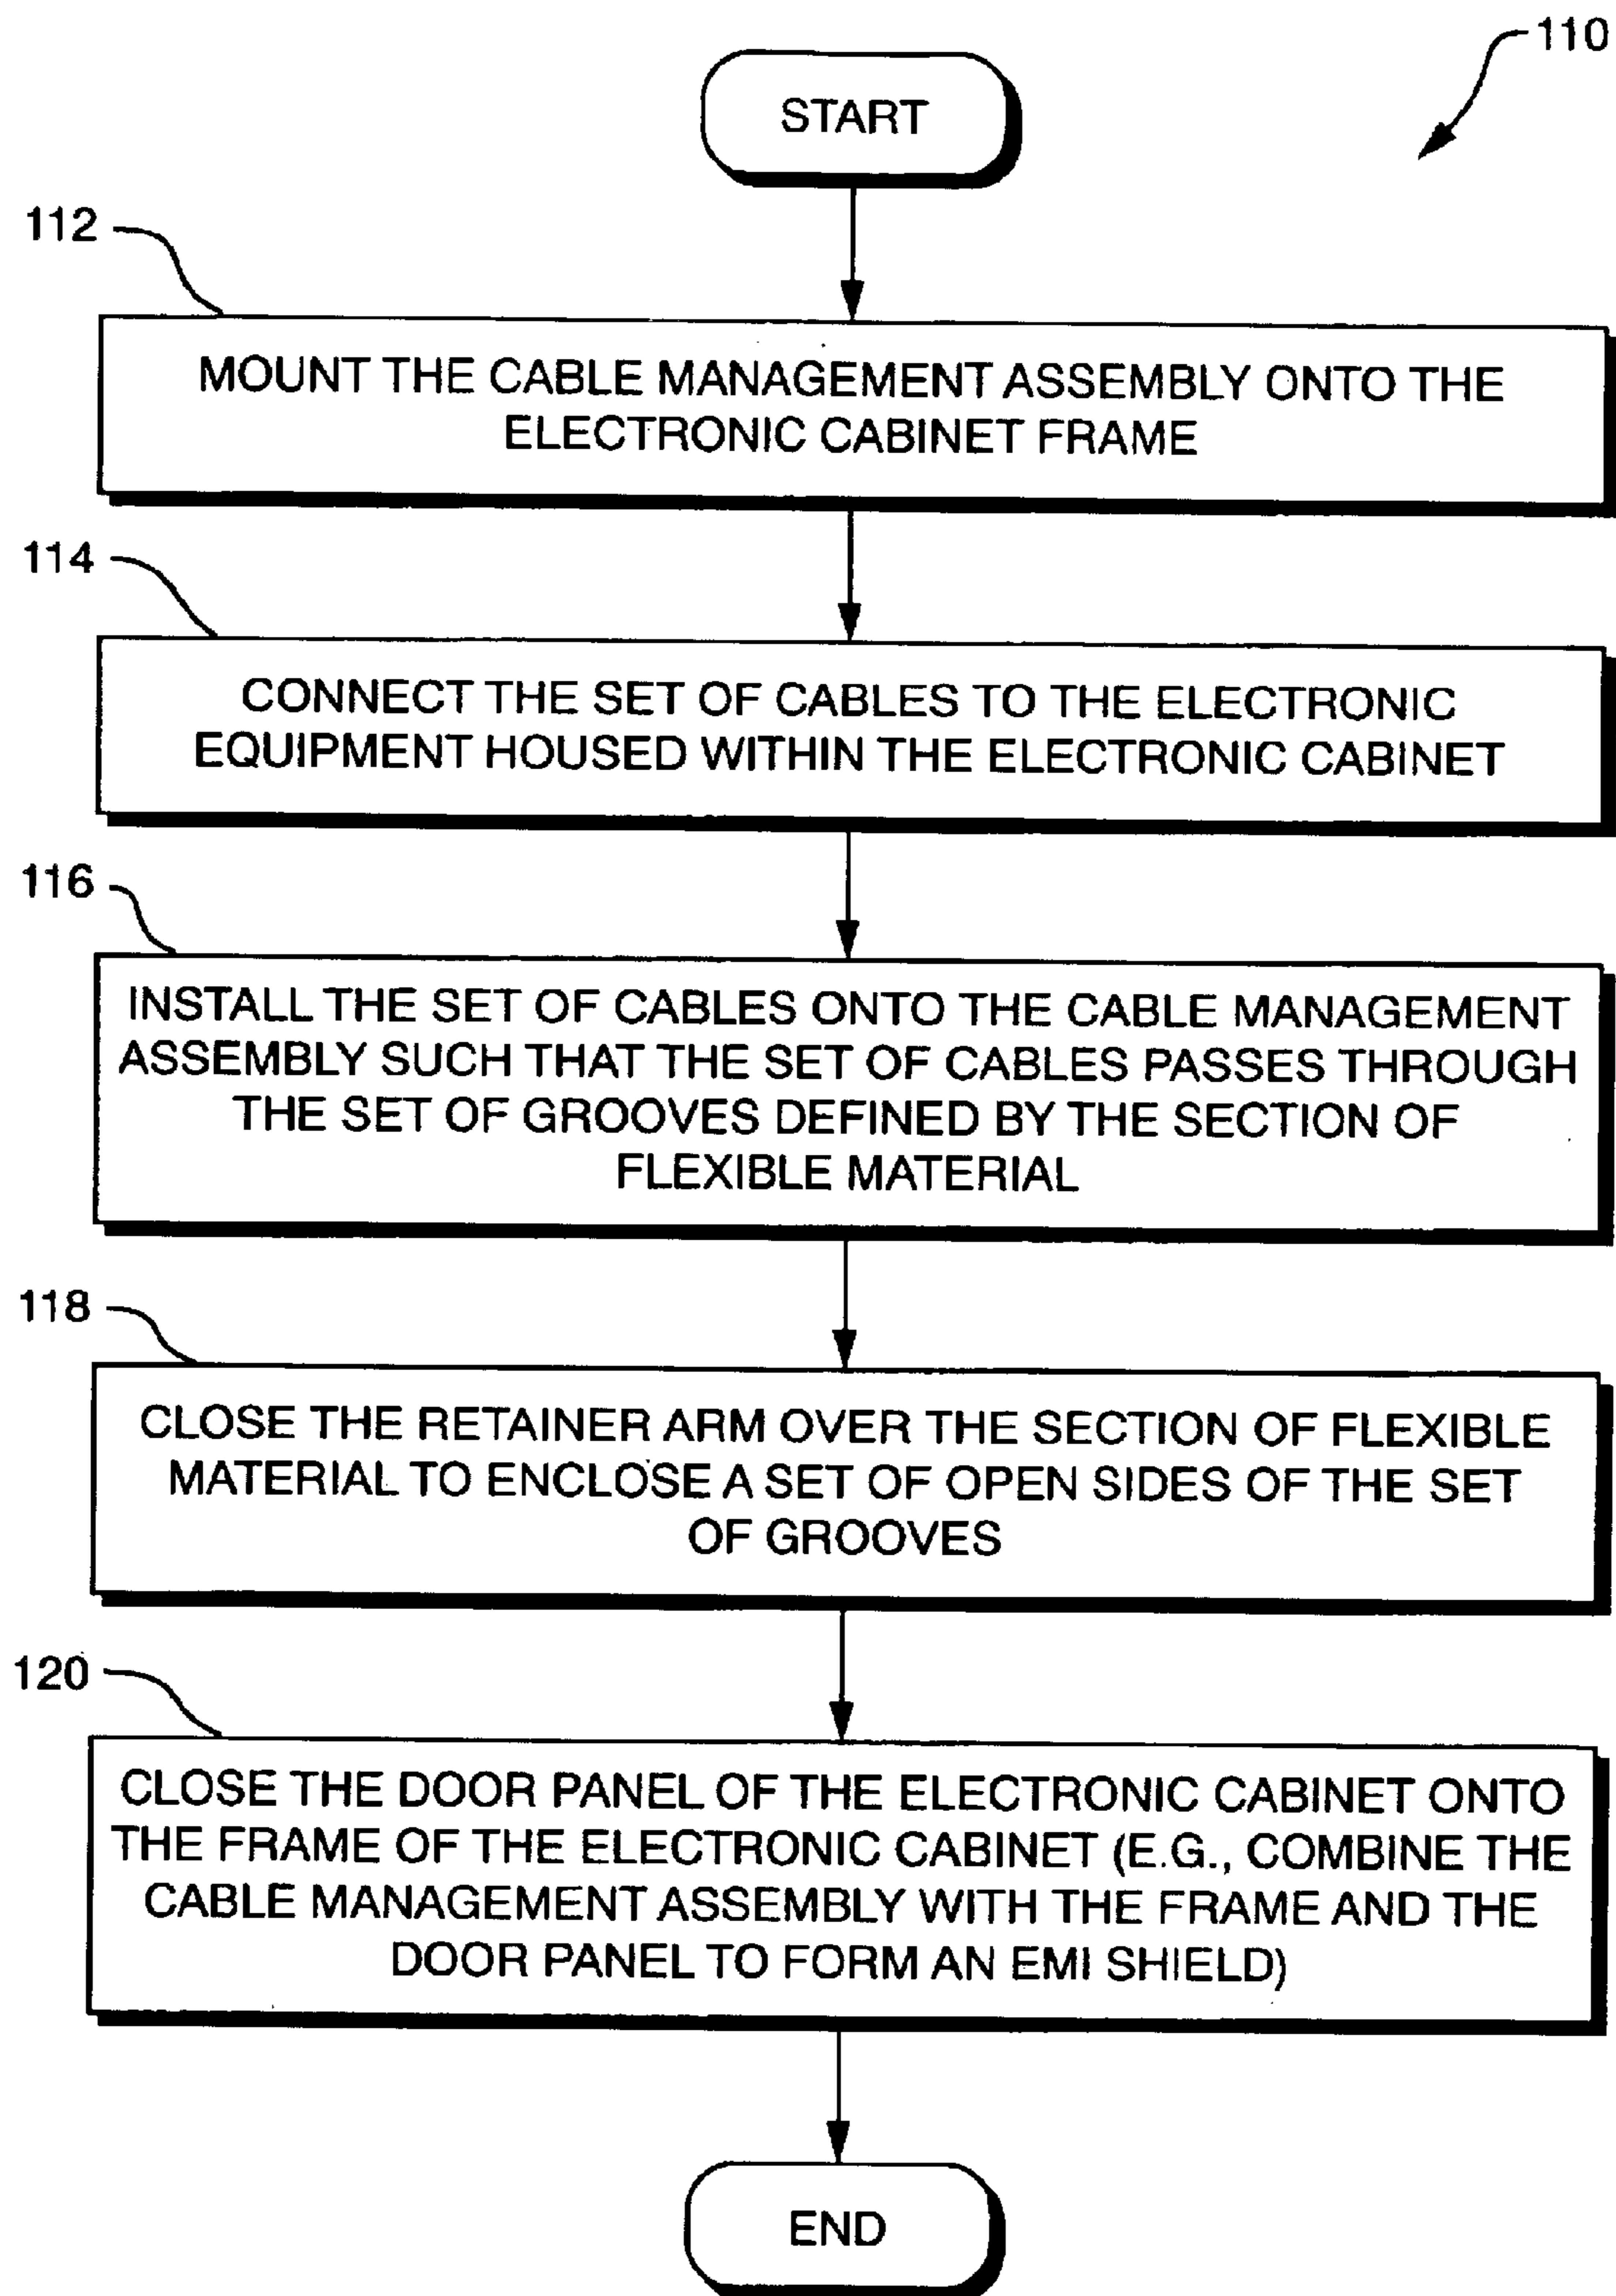 110
START
112
MOUNT THE CABLE MANAGEMENT ASSEMBLY ONTO THE
ELECTRONIC CABINET FRAME
114
CONNECT THE SET OF CABLES TO THE ELECTRONIC
EQUIPMENT HOUSED WITHIN THE ELECTRONIC CABINET
116
INSTALL THE SET OF CABLES ONTO THE CABLE MANAGEMENT
ASSEMBLY SUCH THAT THE SET OF CABLES PASSES THROUGH
THE SET OF GROOVES DEFINED BY THE SECTION OF
FLEXIBLE MATERIAL
118
CLOSE THE RETAINER ARM OVER THE SECTION OF FLEXIBLE
MATERIAL TO ENCLOSE A SET OF OPEN SIDES OF THE SET
OF GROOVES
120
CLOSE THE DOOR PANEL OF THE ELECTRONIC CABINET ONTO
THE FRAME OF THE ELECTRONIC CABINET (E.G., COMBINE THE
CABLE MANAGEMENT ASSEMBLY WITH THE FRAME AND THE
DOOR PANEL TO FORM AN EMI SHIELD)
END